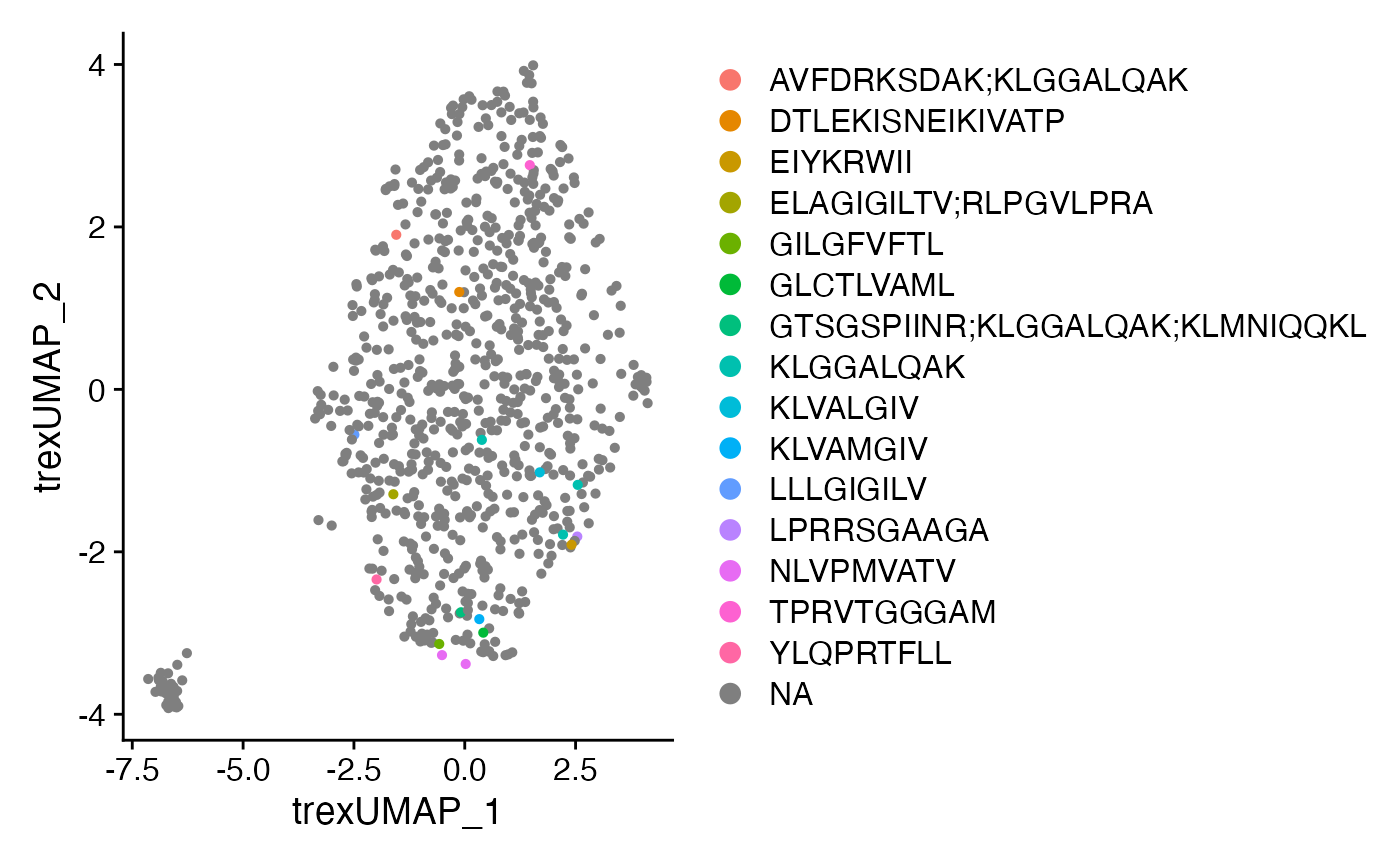 4
2
0
-2
-4
trexUMAP_2
-7.5
-5.0
-2.5
0.0
2.5
trexUMAP_1
AVFDRKSDAK;KLGGALQAK
DTLEKISNEIKIVATP
EIYKRWII
ELAGIGILTV;RLPGVLPRA
GILGFVFTL
GLCTLVAML
GTSGSPIINR;KLGGALQAK;KLMNIQQKL
KLGGALQAK
KLVALGIV
KLVAMGIV
LLLGIGILV
LPRRSGAAGA
NLVPMVATV
TPRVTGGGAM
YLQPRTFLL
NA